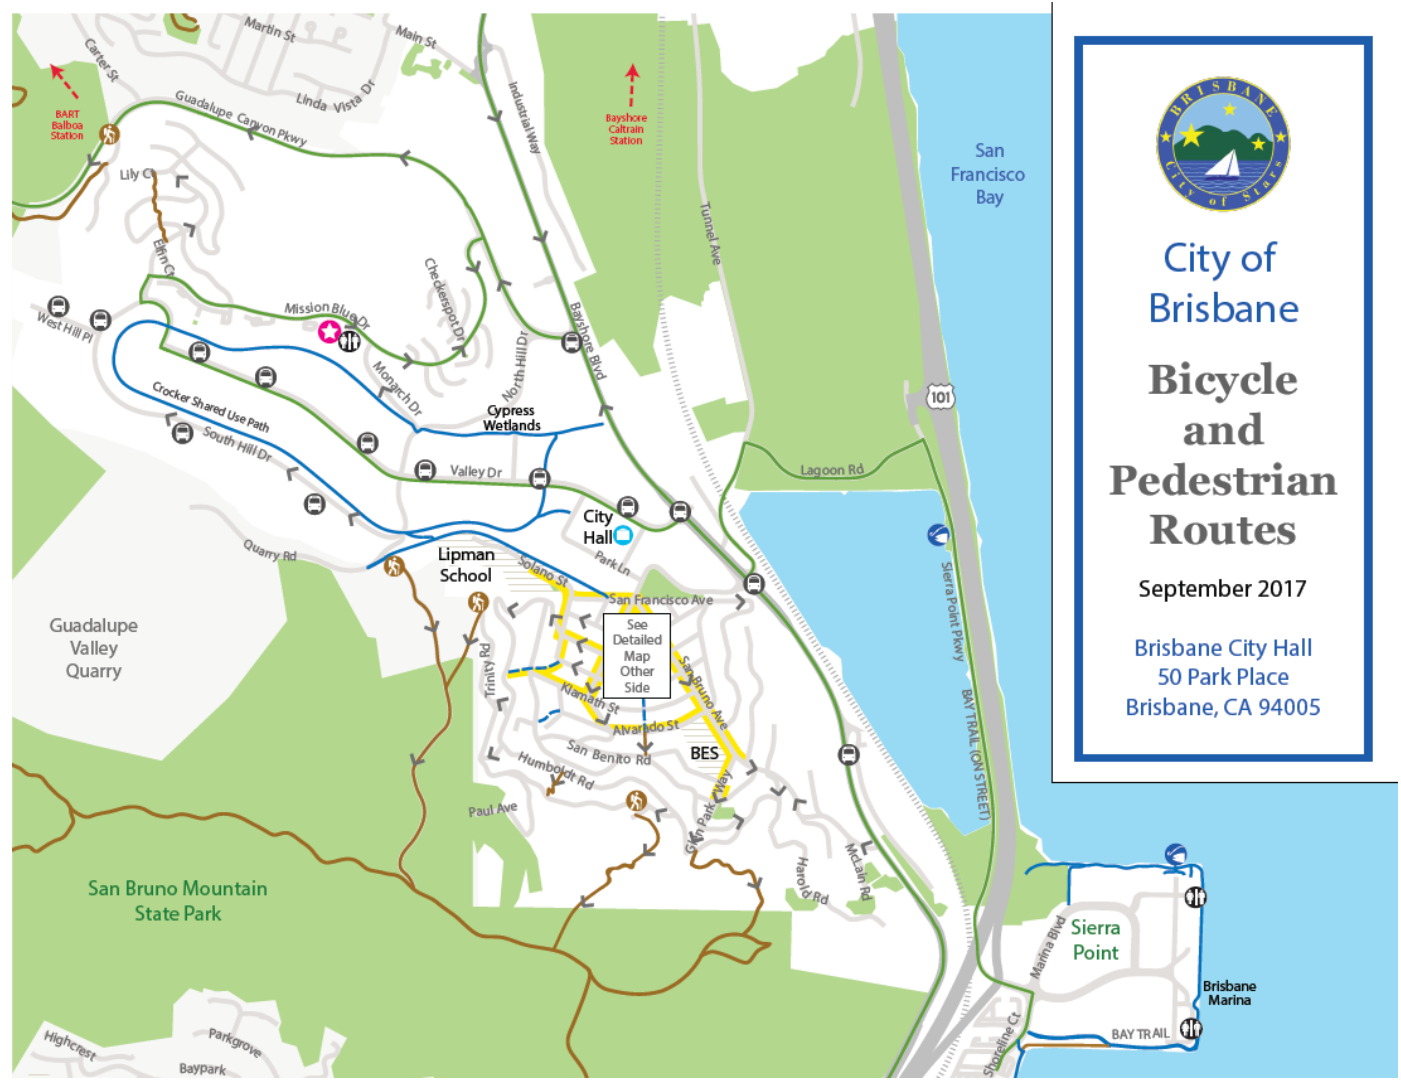 Martin St
Main St
Carter St
Linda Vista Dr
Guadalupe Canyon Pkwy
BART
Balboa
Station
Industrial Way
Bayshore
Caltrain
Station
San
Francisco
Bay
Tunnel Ave
Elfin Ct
Checkerspot Dr
Mission Blue Dr
West Hill Pl
Monarch Dr
North Hill Dr
Bayshore Blvd
Crocker Shared Use Path
South Hill Dr
Cypress
Wetlands
Valley Dr
101
Lagoon Rd
City
Hall
Park Ln
Quarry Rd
Lipman
School
Solano St
San Francisco Ave
See
Detailed
Map
Other
Side
Guadalupe
Valley
Quarry
Trinity Rd
Klamath St
San Bruno Ave
Alvarado St
San Benito Rd
BES
Humboldt Rd
Paul Ave
Glen Park Way
Harold Rd
McLain Rd
Sierra Point Pkwy
BAY TRAIL (ON STREET)
San Bruno Mountain
State Park
Marina Blvd
Sierra
Point
Brisbane
Marina
BAY TRAIL
Shoreline Ct
Highcrest
Parkgrove
Baypark
BRISBANE
City of Stars
City of
Brisbane
Bicycle
and
Pedestrian
Routes
September 2017
Brisbane City Hall
50 Park Place
Brisbane, CA 94005